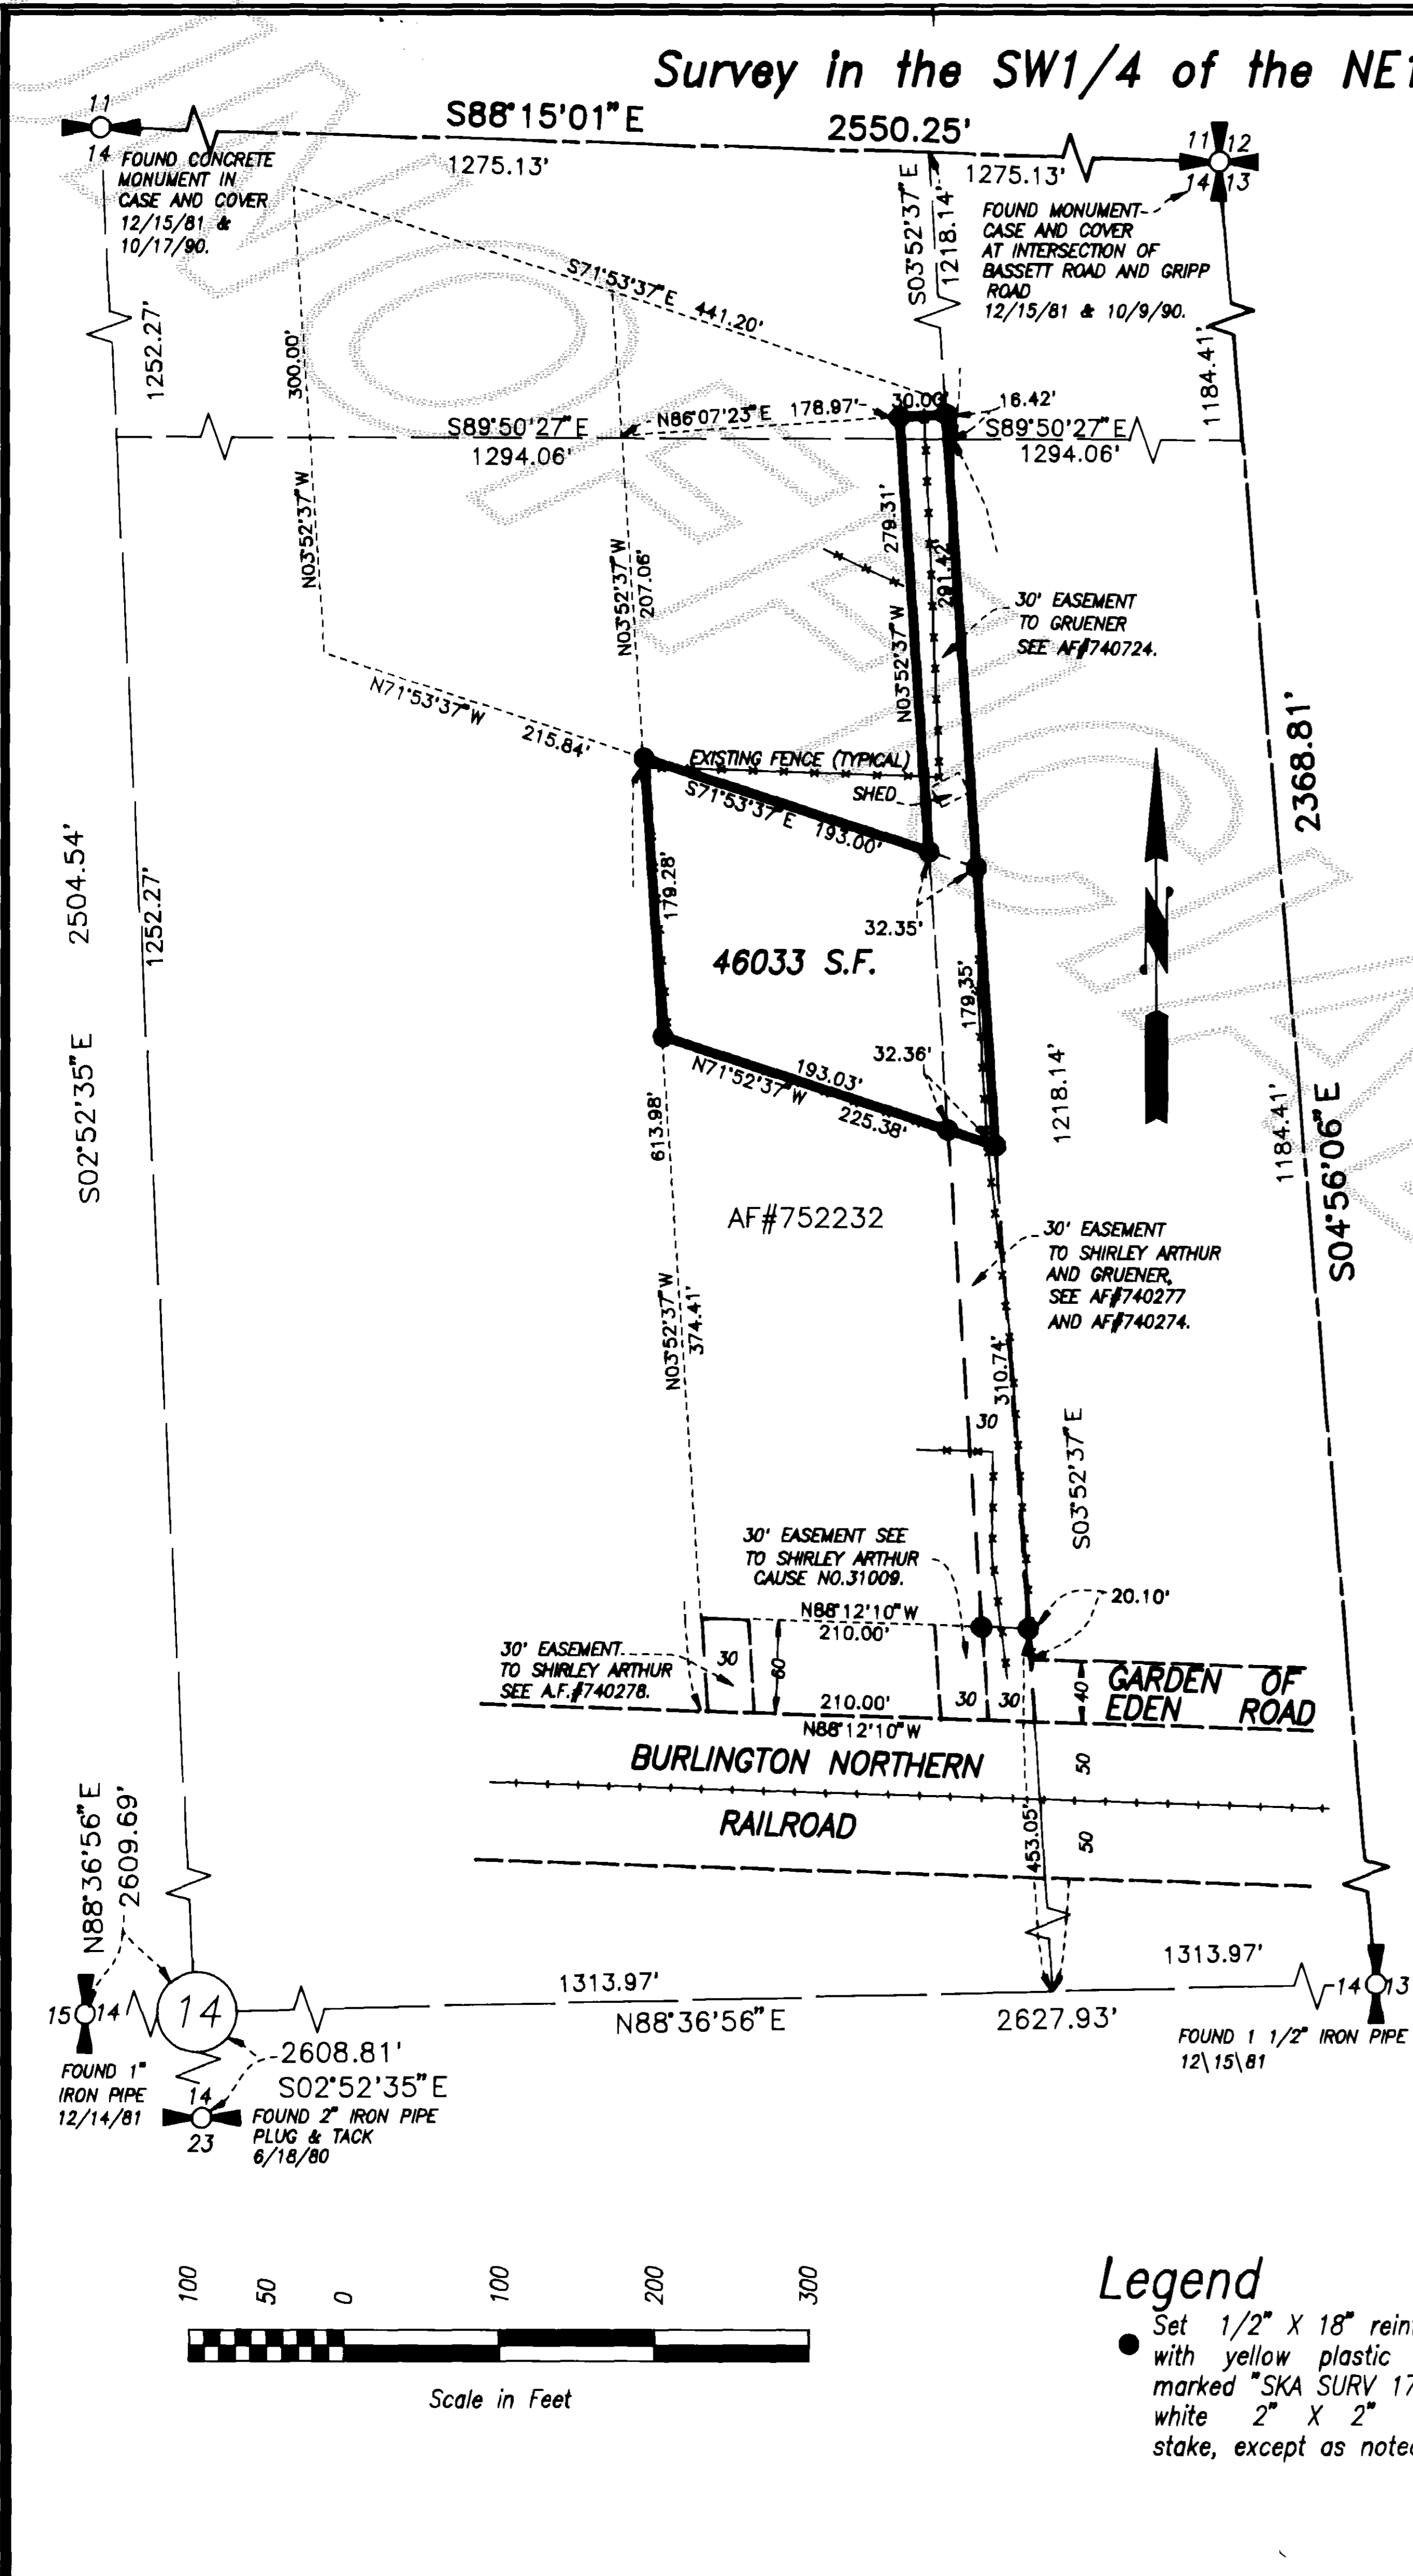 Survey in the SW1/4 of the NE1
11
14
S88°15'01"E
2550.25'
1275.13'
1275.13'
11 12
14 13
FOUND CONCRETE
MONUMENT IN
CASE AND COVER
12/15/81 &
10/17/90.
FOUND MONUMENT
CASE AND COVER
AT INTERSECTION OF
BASSETT ROAD AND GRIPP
ROAD
12/15/81 & 10/9/90.
S03°52'37"E
1218.14'
S71°53'37"E 441.20'
1252.27'
300.00'
1184.41'
30.00'
16.42'
N86°07'23"E 178.97'
S89°50'27"E
1294.06'
S89°50'27"E
1294.06'
N03°52'37"W
N03°52'37"W
207.06'
279.31'
N03°52'37"W
291.42'
30' EASEMENT
TO GRUENER
SEE AF#740724.
N71°53'37"W
215.84'
EXISTING FENCE (TYPICAL)
SHED
S71°53'37"E 193.00'
2368.81'
S04°56'06"E
2504.54'
S02°52'35"E
1252.27'
179.28'
32.35'
46033 S.F.
179.35'
32.36'
193.03'
N71°52'37"W
225.38'
1218.14'
1184.41'
613.98'
AF#752232
30' EASEMENT
TO SHIRLEY ARTHUR
AND GRUENER,
SEE AF#740277
AND AF#740274.
N03°52'37"W
374.41'
310.74'
30
S03°52'37"E
30' EASEMENT SEE
TO SHIRLEY ARTHUR
CAUSE NO.31009.
20.10'
N88°12'10"W
210.00'
30' EASEMENT
TO SHIRLEY ARTHUR
SEE A.F.#740278.
30
60
210.00'
N88°12'10"W
30
30
40
GARDEN OF
EDEN ROAD
BURLINGTON NORTHERN
RAILROAD
50
50
453.05'
N88°36'56"E
2609.69'
15 14
14
1313.97'
N88°36'56"E
2627.93'
1313.97'
14 13
FOUND 1 1/2" IRON PIPE
12\15\81
2608.81'
S02°52'35"E
FOUND 1"
IRON PIPE
12/14/81
14
23
FOUND 2" IRON PIPE
PLUG & TACK
6/18/80
100 50 0 100 200 300
Scale in Feet
Legend
Set 1/2" X 18" rein
with yellow plastic
marked "SKA SURV 17
white 2" X 2"
stake, except as note